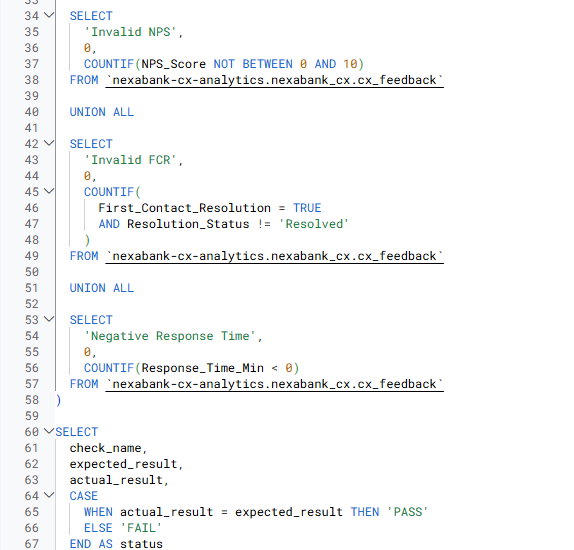 33
34 SELECT
35 'Invalid NPS',
36 0,
37 COUNTIF(NPS_Score NOT BETWEEN 0 AND 10)
38 FROM `nexabank-cx-analytics.nexabank_cx.cx_feedback`
39
40 UNION ALL
41
42 SELECT
43 'Invalid FCR',
44 0,
45 COUNTIF(
46 First_Contact_Resolution = TRUE
47 AND Resolution_Status != 'Resolved'
48 )
49 FROM `nexabank-cx-analytics.nexabank_cx.cx_feedback`
50
51 UNION ALL
52
53 SELECT
54 'Negative Response Time',
55 0,
56 COUNTIF(Response_Time_Min < 0)
57 FROM `nexabank-cx-analytics.nexabank_cx.cx_feedback`
58 )
59
60 SELECT
61 check_name,
62 expected_result,
63 actual_result,
64 CASE
65 WHEN actual_result = expected_result THEN 'PASS'
66 ELSE 'FAIL'
67 END AS status